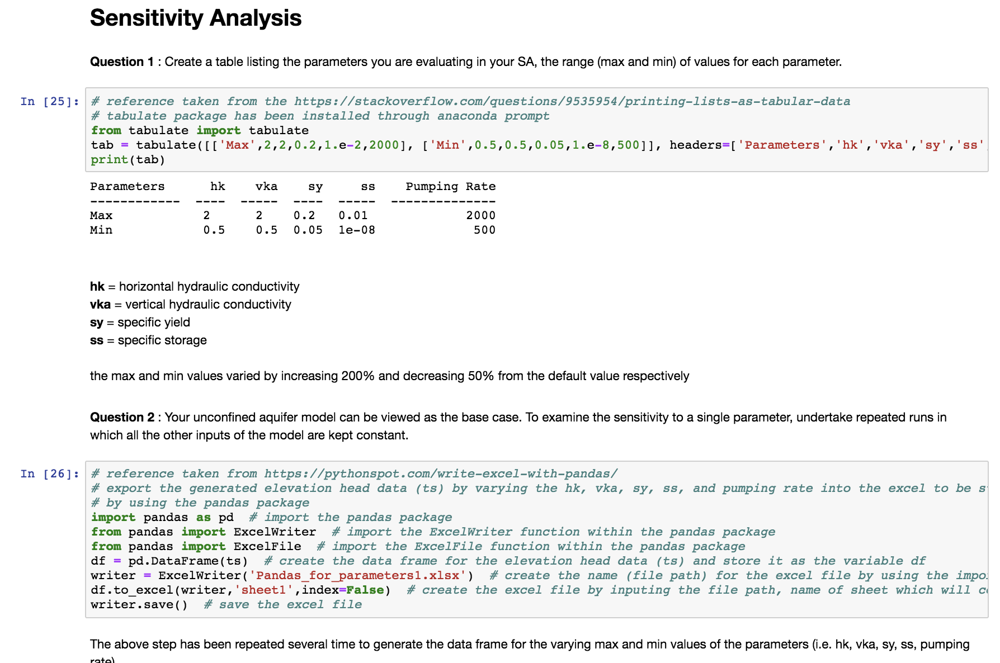 Sensitivity Analysis
Question 1 : Create a table listing the parameters you are evaluating in your SA, the range (max and min) of values for each parameter.
In [25]:
# reference taken from the https://stackoverflow.com/questions/9535954/printing-lists-as-tabular-data
# tabulate package has been installed through anaconda prompt
from tabulate import tabulate
tab = tabulate([['Max',2,2,0.2,1.e-2,2000], ['Min',0.5,0.5,0.05,1.e-8,500]], headers=['Parameters','hk','vka','sy','ss'
print(tab)
Parameters      hk    vka    sy     ss    Pumping Rate
------------  ----  -----  ----  -----  --------------
Max            2      2    0.2   0.01             2000
Min            0.5    0.5  0.05  1e-08             500
hk = horizontal hydraulic conductivity
vka = vertical hydraulic conductivity
sy = specific yield
ss = specific storage
the max and min values varied by increasing 200% and decreasing 50% from the default value respectively
Question 2 : Your unconfined aquifer model can be viewed as the base case. To examine the sensitivity to a single parameter, undertake repeated runs in
which all the other inputs of the model are kept constant.
In [26]:
# reference taken from https://pythonspot.com/write-excel-with-pandas/
# export the generated elevation head data (ts) by varying the hk, vka, sy, ss, and pumping rate into the excel to be
# by using the pandas package
import pandas as pd  # import the pandas package
from pandas import ExcelWriter  # import the ExcelWriter function within the pandas package
from pandas import ExcelFile  # import the ExcelFile function within the pandas package
df = pd.DataFrame(ts)  # create the data frame for the elevation head data (ts) and store it as the variable df
writer = ExcelWriter('Pandas_for_parameters1.xlsx')  # create the name (file path) for the excel file by using the
df.to_excel(writer,'sheet1',index=False)  # create the excel file by inputing the file path, name of sheet which will
writer.save()  # save the excel file
The above step has been repeated several time to generate the data frame for the varying max and min values of the parameters (i.e. hk, vka, sy, ss, pumping
rate)